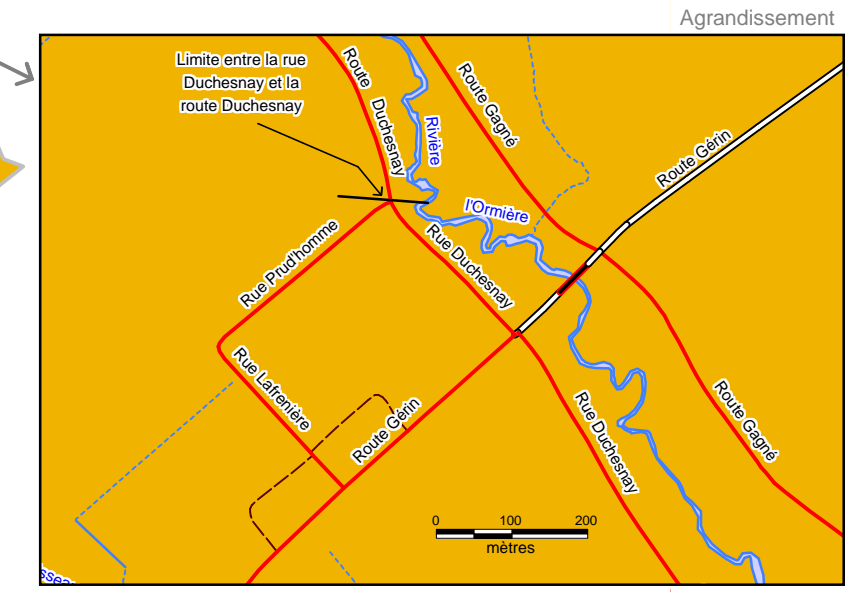 Agrandissement
Limite entre la rue
Duchesnay et la
route Duchesnay
Route Duchesnay
Rivière
l'Ormière
Route Gagné
Route Gérin
Rue Prud'homme
Rue Duchesnay
Rue Lafrenière
Route Gérin
Rue Duchesnay
Route Gagné
0 100 200
mètres